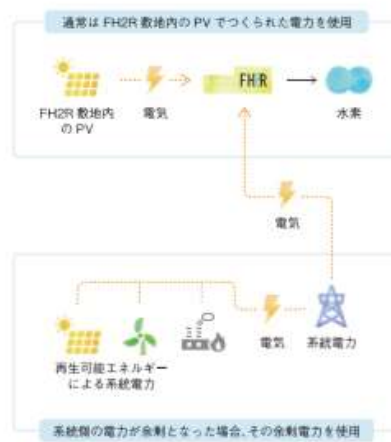 通常は FH2R 敷地内の PV でつくられた電力を使用
FH2R
FH2R 敷地内
の PV
電気
水素
電気
再生可能エネルギー
による系統電力
電気
系統電力
系統側の電力が余剰となった場合、その余剰電力を使用